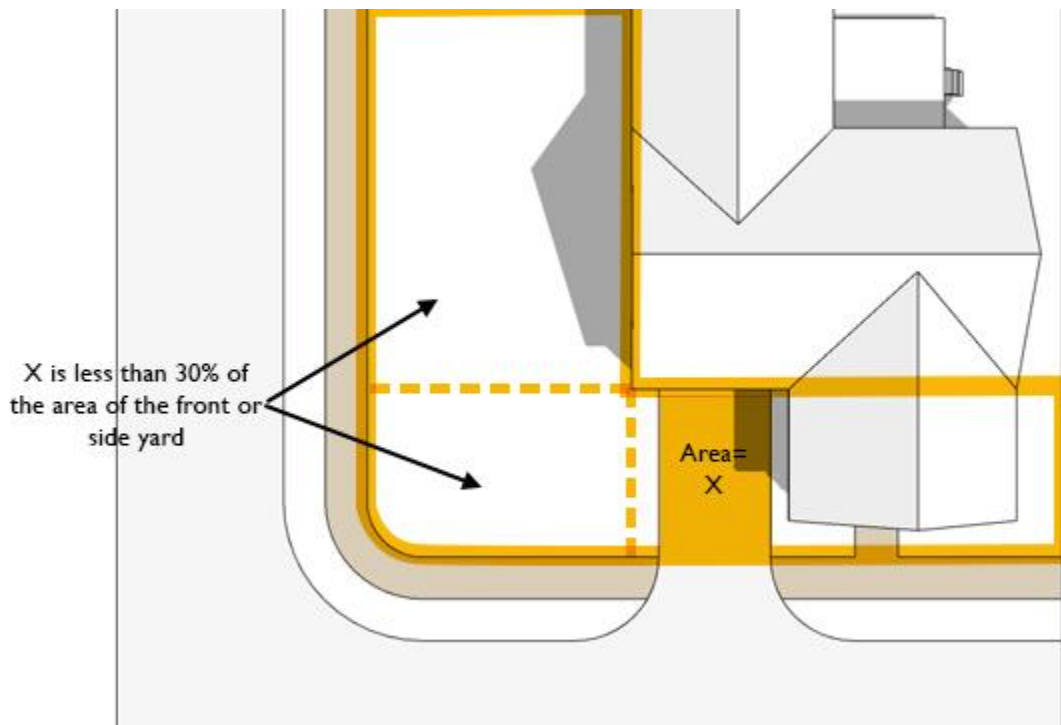 X is less than 30% of
the area of the front or
side yard
Area=
X